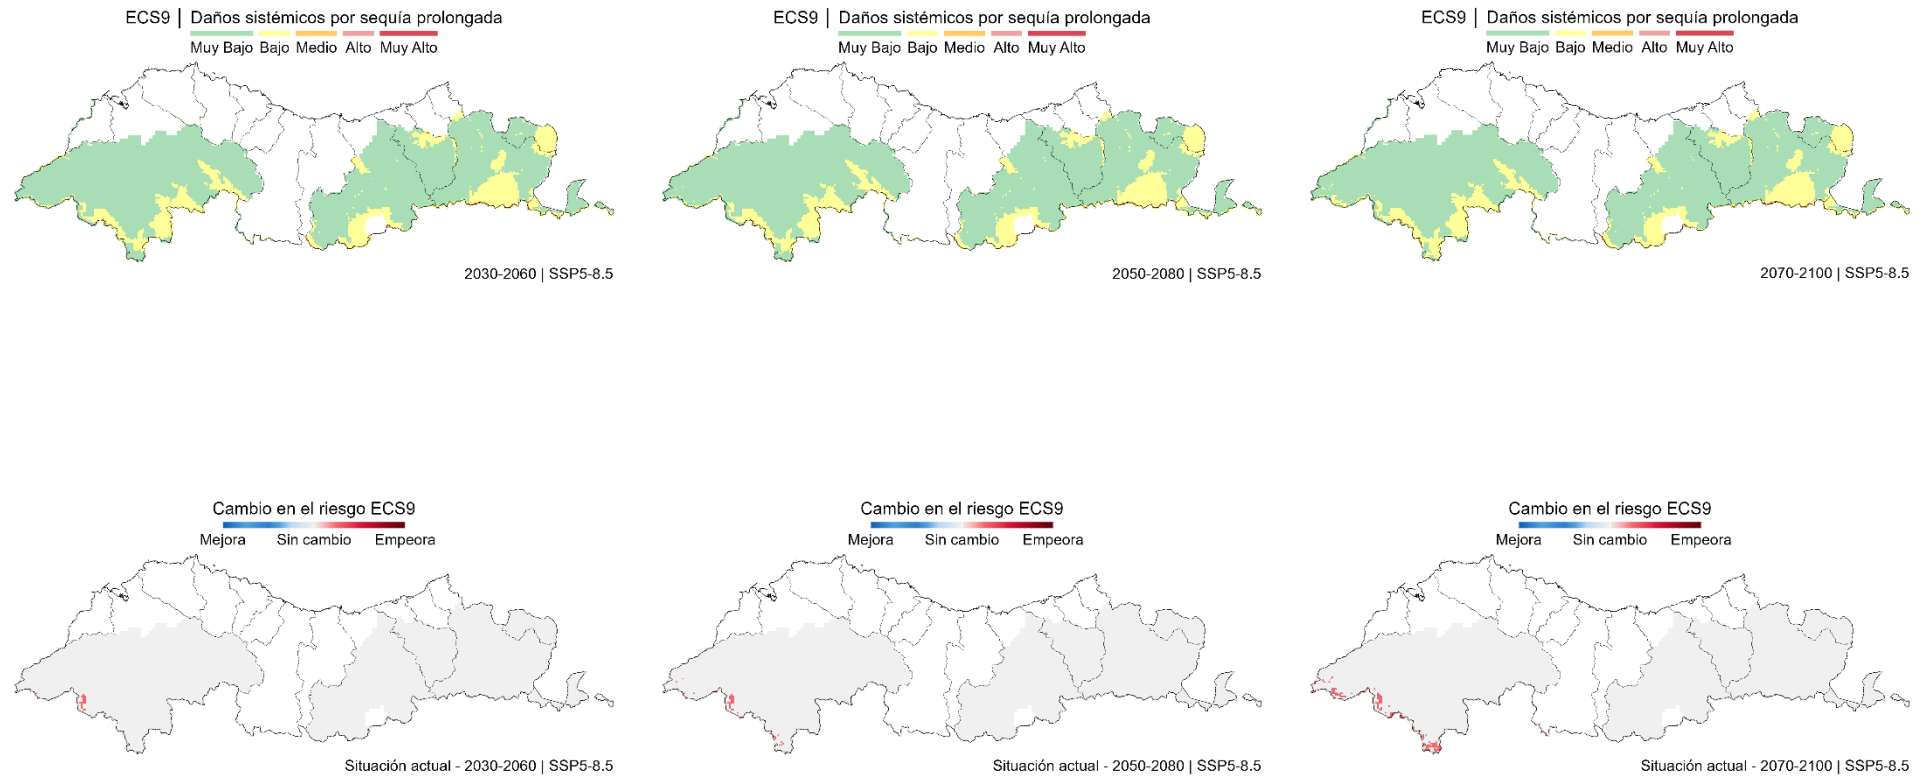 ECS9 | Daños sistémicos por sequía prolongada
Muy Bajo Bajo Medio Alto Muy Alto
2030-2060 | SSP5-8.5
ECS9 | Daños sistémicos por sequía prolongada
Muy Bajo Bajo Medio Alto Muy Alto
2050-2080 | SSP5-8.5
ECS9 | Daños sistémicos por sequía prolongada
Muy Bajo Bajo Medio Alto Muy Alto
2070-2100 | SSP5-8.5
Cambio en el riesgo ECS9
Mejora Sin cambio Empeora
Situación actual - 2030-2060 | SSP5-8.5
Cambio en el riesgo ECS9
Mejora Sin cambio Empeora
Situación actual - 2050-2080 | SSP5-8.5
Cambio en el riesgo ECS9
Mejora Sin cambio Empeora
Situación actual - 2070-2100 | SSP5-8.5